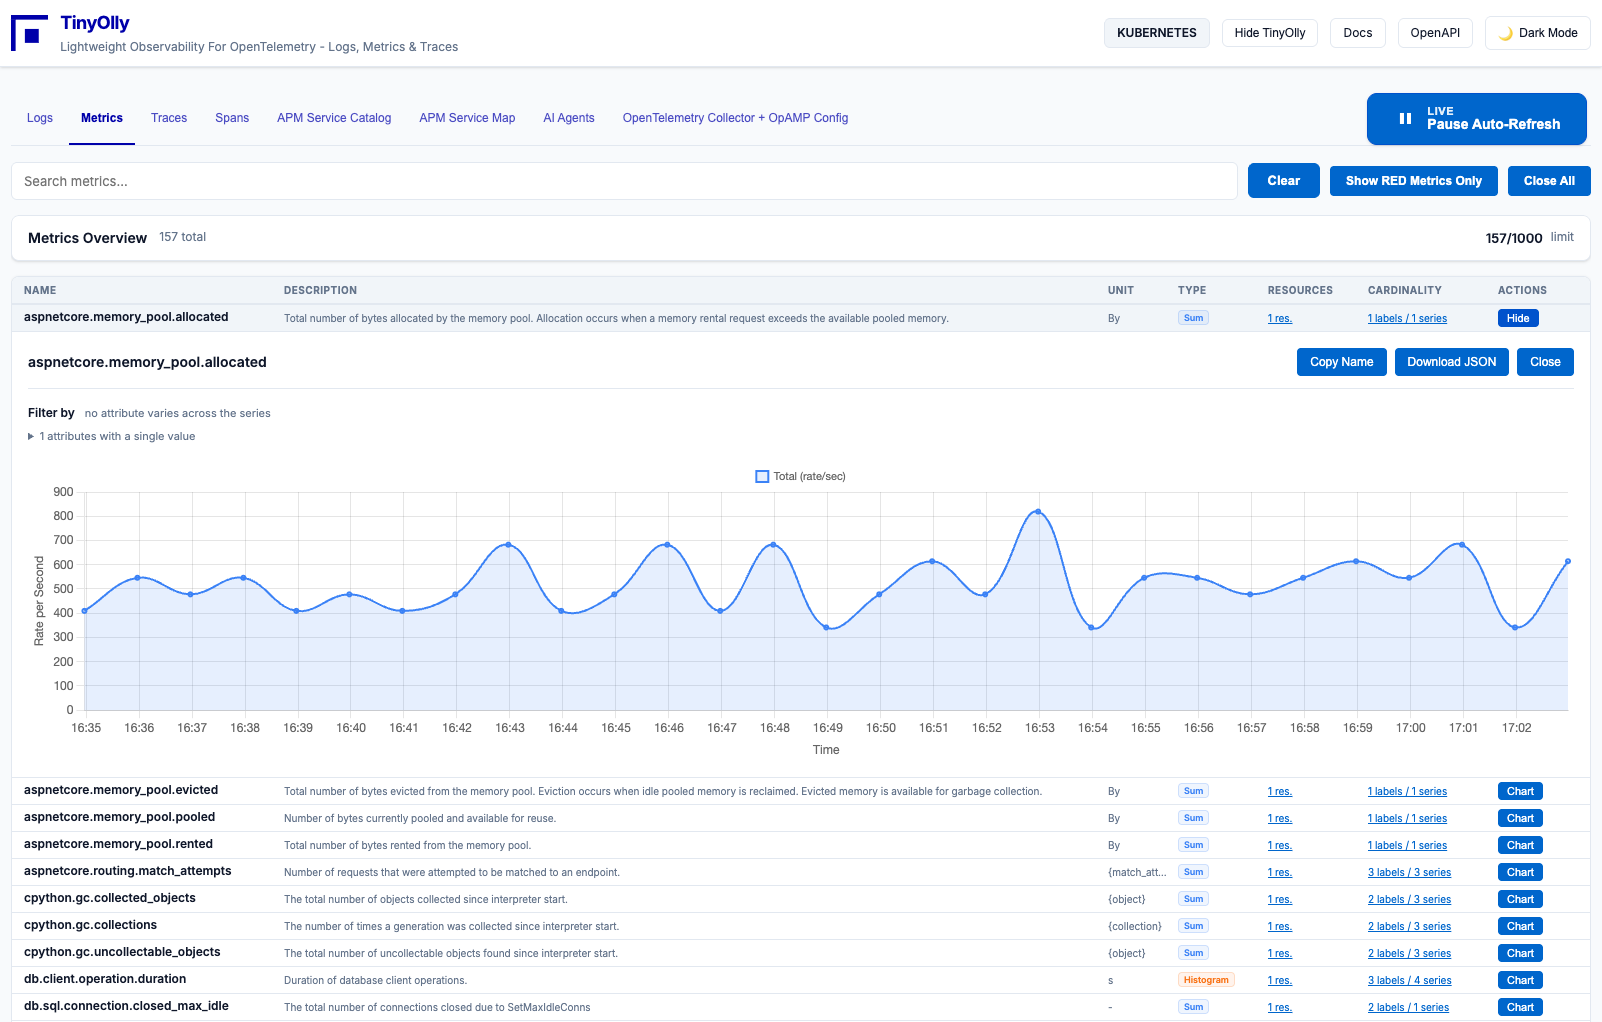 TinyOlly
Lightweight Observability For OpenTelemetry - Logs, Metrics & Traces
KUBERNETES
Hide TinyOlly
Docs
OpenAPI
Dark Mode
Logs
Metrics
Traces
Spans
APM Service Catalog
APM Service Map
AI Agents
OpenTelemetry Collector + OpAMP Config
LIVE
Pause Auto-Refresh
Search metrics...
Clear
Show RED Metrics Only
Close All
Metrics Overview 157 total
157/1000 limit
NAME DESCRIPTION UNIT TYPE RESOURCES CARDINALITY ACTIONS
aspnetcore.memory_pool.allocated Total number of bytes allocated by the memory pool. Allocation occurs when a memory rental request exceeds the available pooled memory. By Sum 1 res. 1 labels / 1 series Hide
aspnetcore.memory_pool.allocated
Copy Name
Download JSON
Close
Filter by no attribute varies across the series
1 attributes with a single value
Total (rate/sec)
Rate per Second
900
800
700
600
500
400
300
200
100
0
16:35 16:36 16:37 16:38 16:39 16:40 16:41 16:42 16:43 16:44 16:45 16:46 16:47 16:48 16:49 16:50 16:51 16:52 16:53 16:54 16:55 16:56 16:57 16:58 16:59 17:00 17:01 17:02
Time
aspnetcore.memory_pool.evicted Total number of bytes evicted from the memory pool. Eviction occurs when idle pooled memory is reclaimed. Evicted memory is available for garbage collection. By Sum 1 res. 1 labels / 1 series Chart
aspnetcore.memory_pool.pooled Number of bytes currently pooled and available for reuse. By Sum 1 res. 1 labels / 1 series Chart
aspnetcore.memory_pool.rented Total number of bytes rented from the memory pool. By Sum 1 res. 1 labels / 1 series Chart
aspnetcore.routing.match_attempts Number of requests that were attempted to be matched to an endpoint. {match_att... Sum 1 res. 3 labels / 3 series Chart
cpython.gc.collected_objects The total number of objects collected since interpreter start. {object} Sum 1 res. 2 labels / 3 series Chart
cpython.gc.collections The number of times a generation was collected since interpreter start. {collection} Sum 1 res. 2 labels / 3 series Chart
cpython.gc.uncollectable_objects The total number of uncollectable objects found since interpreter start. {object} Sum 1 res. 2 labels / 3 series Chart
db.client.operation.duration Duration of database client operations. s Histogram 1 res. 3 labels / 4 series Chart
db.sql.connection.closed_max_idle The total number of connections closed due to SetMaxIdleConns - Sum 1 res. 2 labels / 1 series Chart